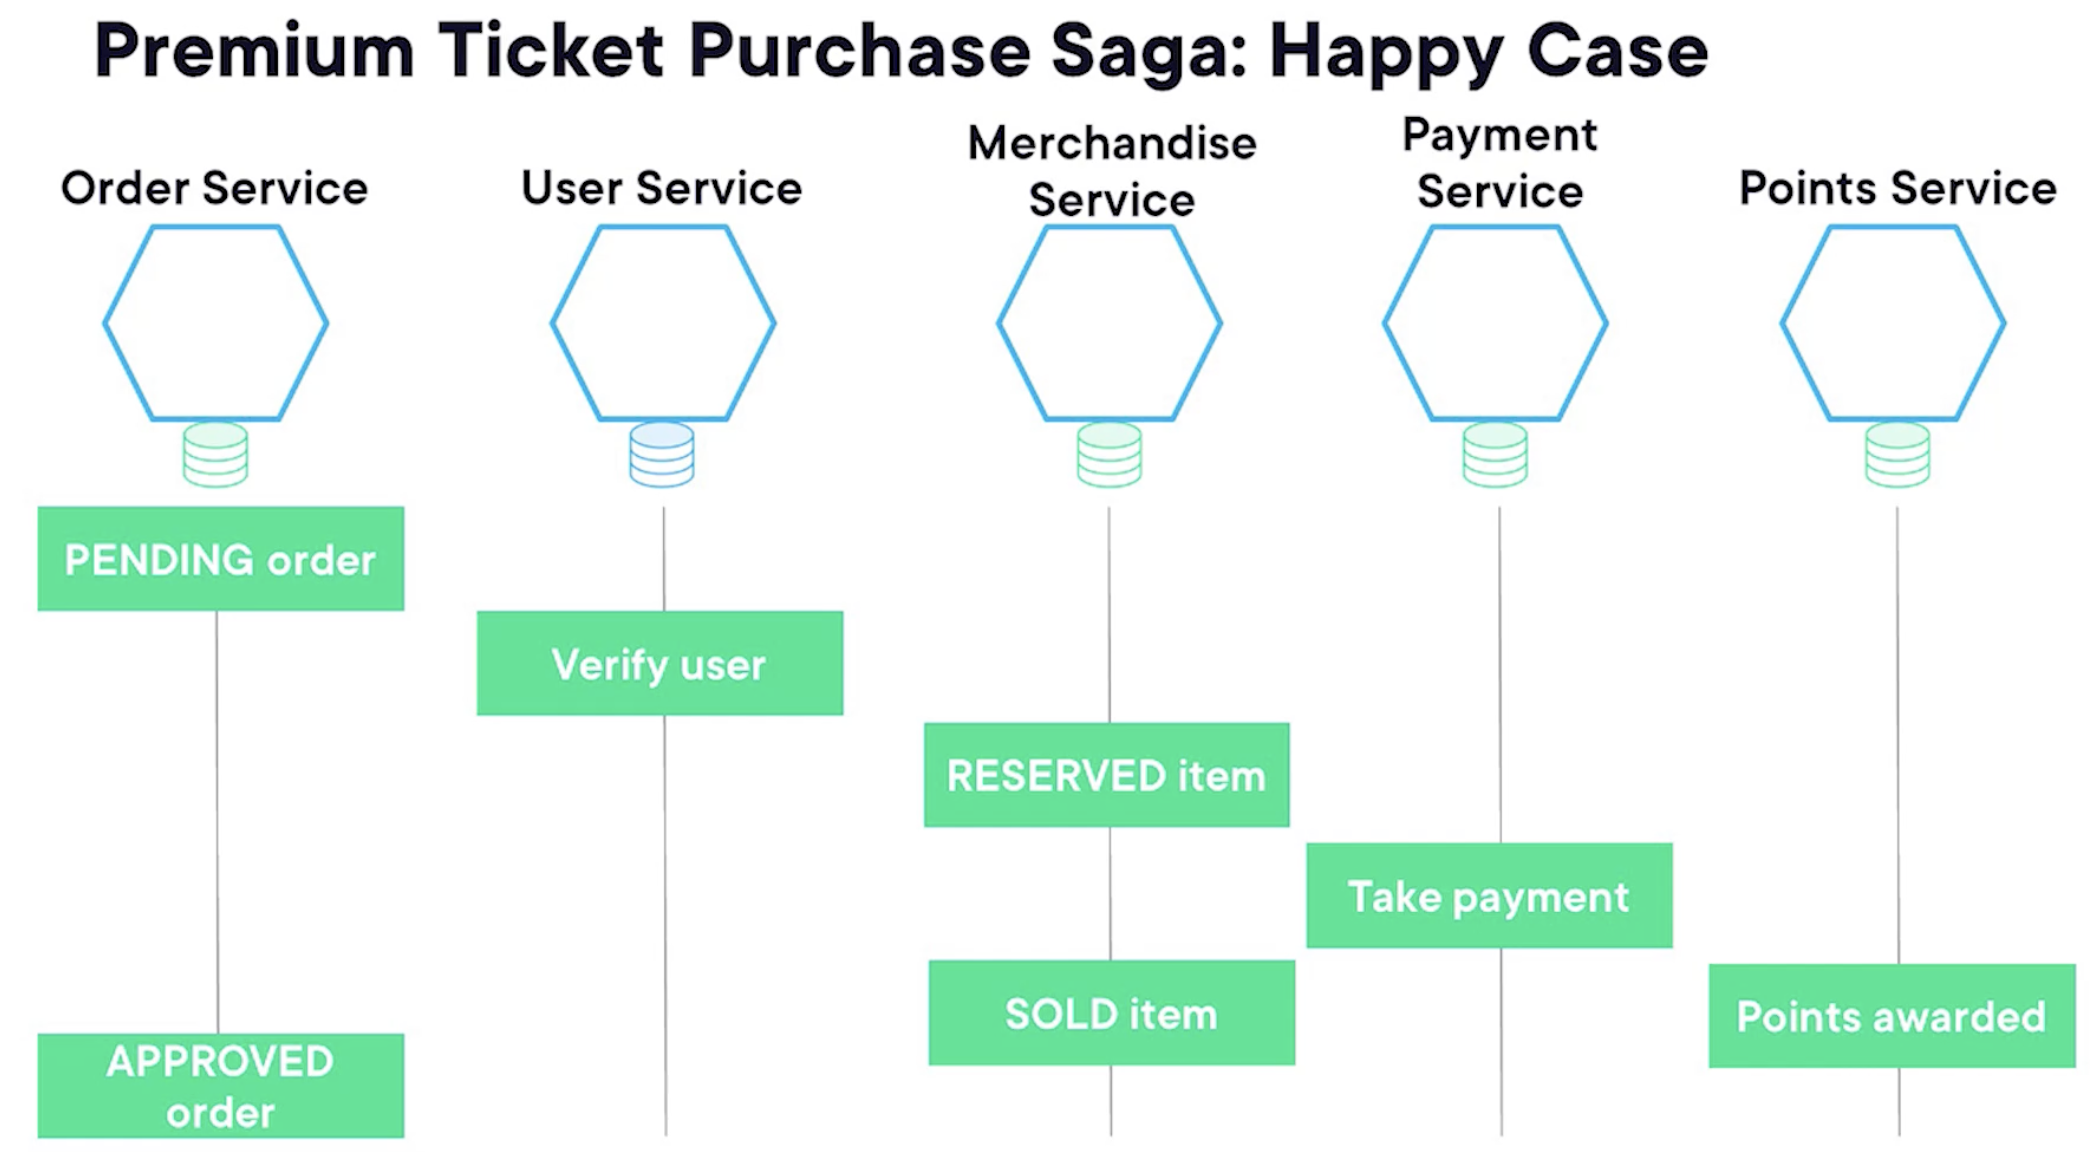 Premium Ticket Purchase Saga: Happy Case
Order Service
User Service
Merchandise
Service
Payment
Service
Points Service
PENDING order
Verify user
RESERVED item
Take payment
SOLD item
Points awarded
APPROVED
order